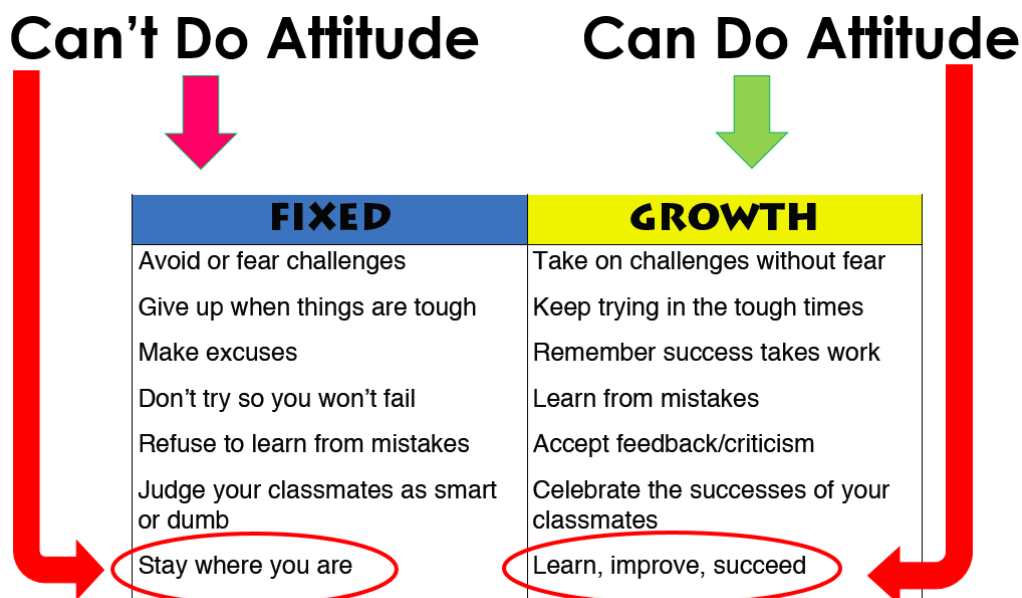 Can't Do Attitude
Can Do Attitude
FIXED
GROWTH
Avoid or fear challenges
Take on challenges without fear
Give up when things are tough
Keep trying in the tough times
Make excuses
Remember success takes work
Don't try so you won't fail
Learn from mistakes
Refuse to learn from mistakes
Accept feedback/criticism
Judge your classmates as smart
or dumb
Celebrate the successes of your
classmates
Stay where you are
Learn, improve, succeed